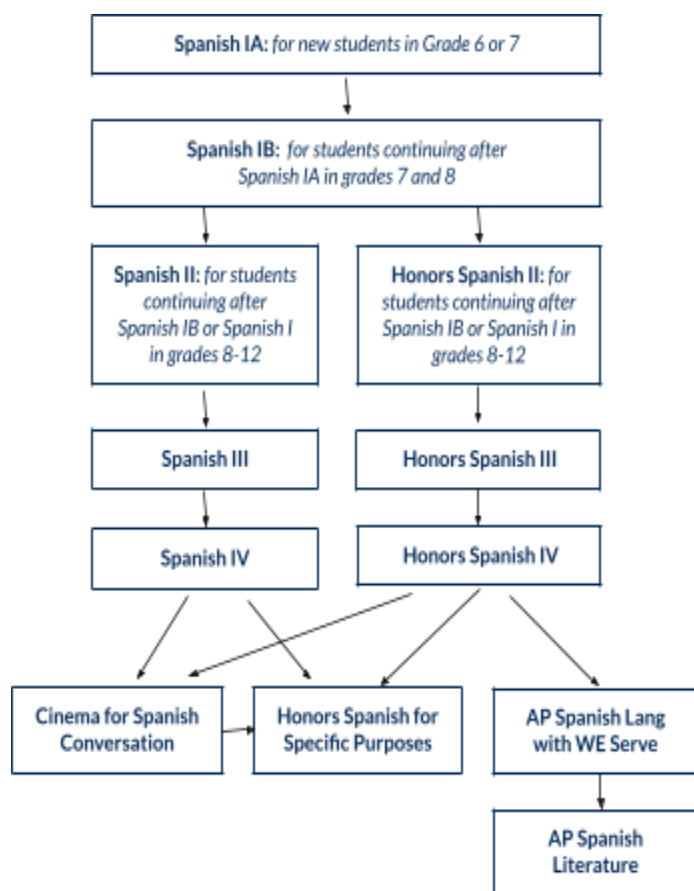 Spanish IA: for new students in Grade 6 or 7
Spanish IB: for students continuing after
Spanish IA in grades 7 and 8
Spanish II: for students
continuing after
Spanish IB or Spanish I
in grades 8-12
Honors Spanish II: for
students continuing after
Spanish IB or Spanish I in
grades 8-12
Spanish III
Honors Spanish III
Spanish IV
Honors Spanish IV
Cinema for Spanish
Conversation
Honors Spanish for
Specific Purposes
AP Spanish Lang
with WE Serve
AP Spanish
Literature